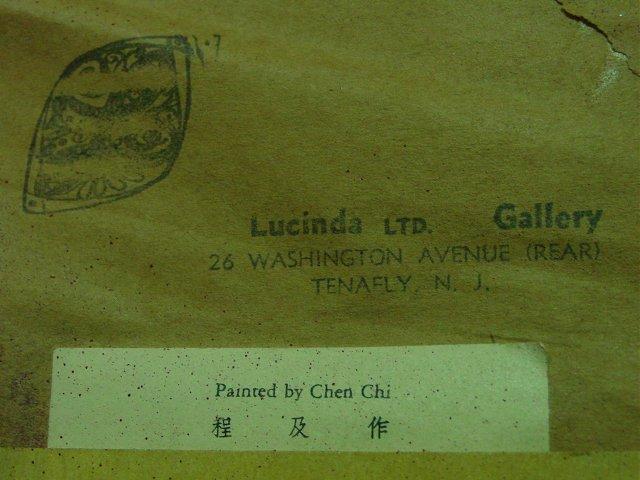 Lucinda LTD. Gallery
26 WASHINGTON AVENUE (REAR)
TENAFLY, N. J.
Painted by Chen Chi
程 及 作